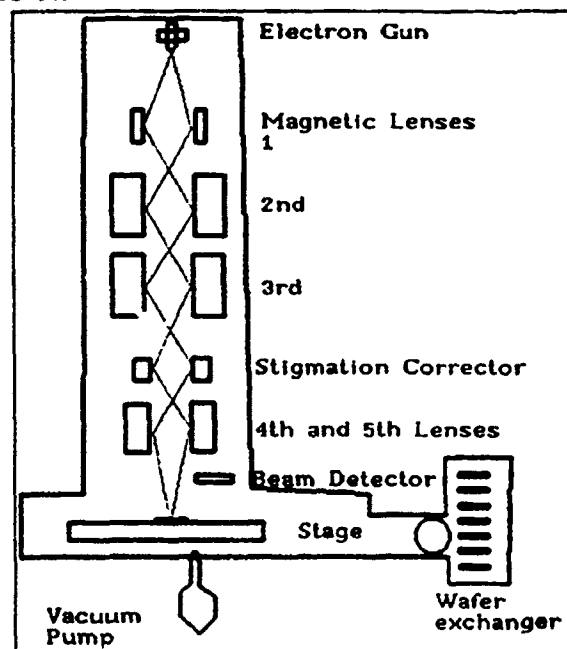 Electron Gun
Magnetic Lenses
1
2nd
3rd
Stigmation Corrector
4th and 5th Lenses
Beam Detector
Stage
Wafer
exchanger
Vacuum
Pump